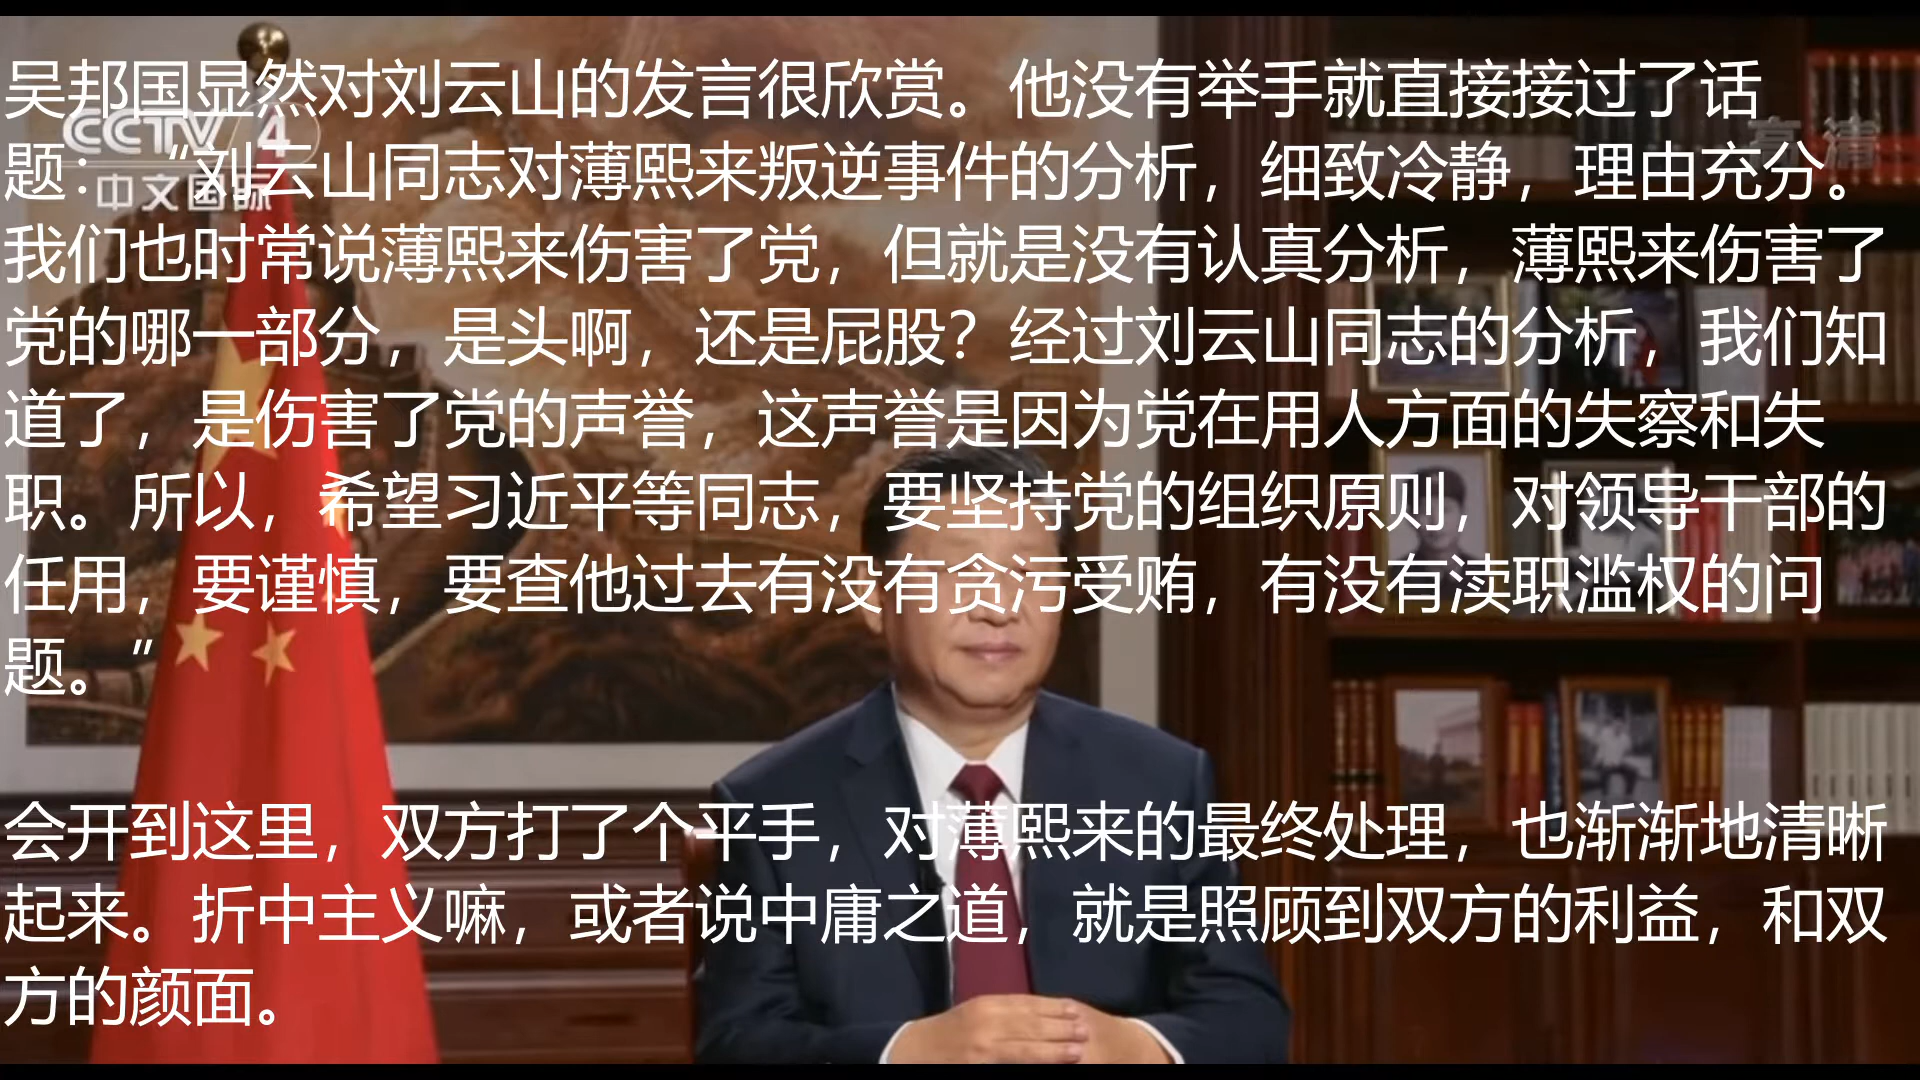 吴邦国显然对刘云山的发言很欣赏。他没有举手就直接接过了话
CCTV 4
高清
题：“刘云山同志对薄熙来叛逆事件的分析，细致冷静，理由充分。
中文国际
我们也时常说薄熙来伤害了党，但就是没有认真分析，薄熙来伤害了
党的哪一部分，是头啊，还是屁股？经过刘云山同志的分析，我们知
道了，是伤害了党的声誉，这声誉是因为党在用人方面的失察和失
职。所以，希望习近平等同志，要坚持党的组织原则，对领导干部的
任用，要谨慎，要查他过去有没有贪污受贿，有没有渎职滥权的问
题。”
会开到这里，双方打了个平手，对薄熙来的最终处理，也渐渐地清晰
起来。折中主义嘛，或者说中庸之道，就是照顾到双方的利益，和双
方的颜面。